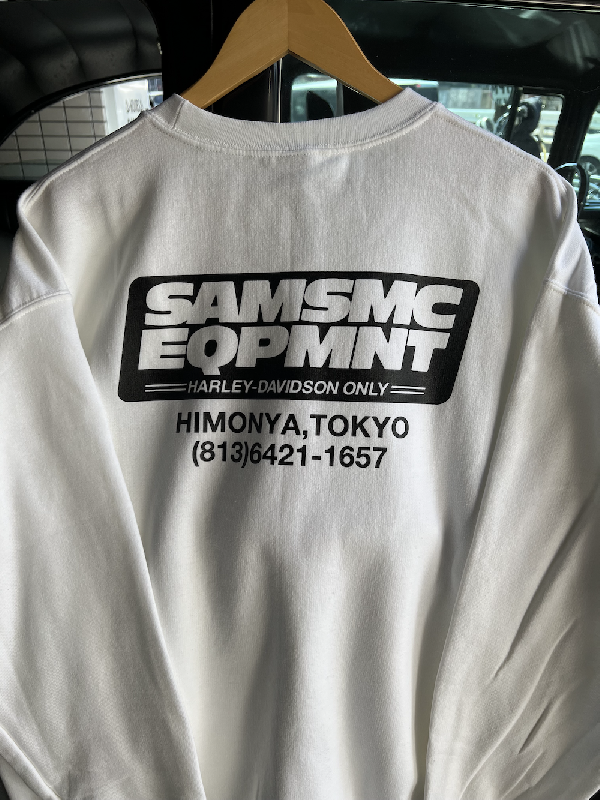 SAMSMC
EQPMNT
HARLEY-DAVIDSON ONLY
HIMONYA,TOKYO
(813)6421-1657